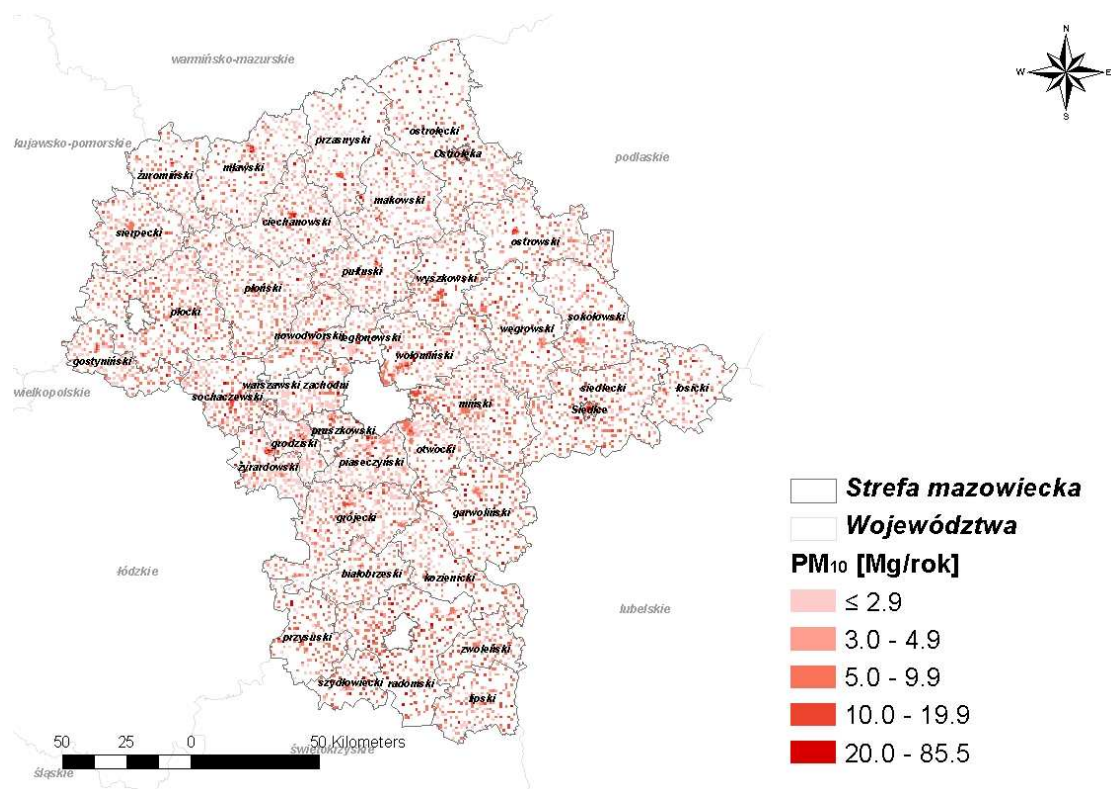 N
W
E
S
warmińsko-mazurskie
kujawsko-pomorskie
podlaskie
ostrołęcki
przasnyski
Ostrołęka
mławski
żuromiński
makowski
ciechanowski
sierpecki
ostrowski
pułtuski
wyszkowski
płoński
płocki
sokołowski
węgrowski
nowodworski
legionowski
wołomiński
gostyniński
warszawski zachodni
siedlecki
łosicki
wielkopolskie
sochaczewski
miński
Siedlce
pruszkowski
grodziski
otwocki
piaseczyński
żyrardowski
garwoliński
grójecki
białobrzeski
kozienicki
łódzkie
lubelskie
przysuski
zwoleński
szydłowiecki
radomski
lipski
świętokrzyskie
śląskie
50 25 0 50 Kilometers
Strefa mazowiecka
Województwa
PM10 [Mg/rok]
≤ 2.9
3.0 - 4.9
5.0 - 9.9
10.0 - 19.9
20.0 - 85.5